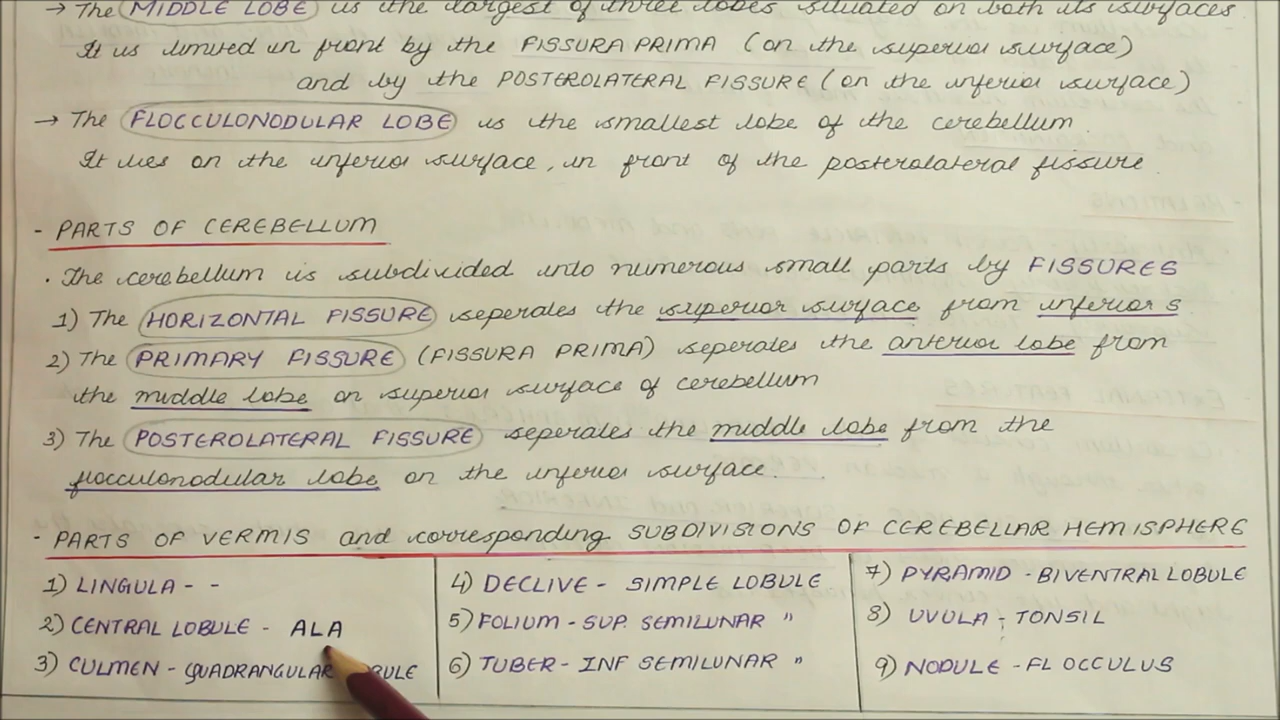 → The MIDDLE LOBE is the largest of three lobes situated on both its surfaces.
It is limited in front by the FISSURA PRIMA (on the superior surface)
and by the POSTEROLATERAL FISSURE (on the inferior surface)
→ The FLOCCULONODULAR LOBE is the smallest lobe of the cerebellum
It lies on the inferior surface, in front of the posterolateral fissure
- PARTS OF CEREBELLUM
. The cerebellum is subdivided into numerous small parts by FISSURES
1) The HORIZONTAL FISSURE seperates the superior surface from inferior s
2) The PRIMARY FISSURE (FISSURA PRIMA) seperates the anterior lobe from
the middle lobe on superior surface of cerebellum
3) The POSTEROLATERAL FISSURE seperates the middle lobe from the
flocculonodular lobe on the inferior surface.
- PARTS OF VERMIS and corresponding SUBDIVISIONS OF CEREBELLAR HEMISPHERE
1) LINGULA - -
2) CENTRAL LOBULE - ALA
3) CULMEN - QUADRANGULAR
4) DECLIVE - SIMPLE LOBULE
5) FOLIUM - SUP. SEMILUNAR "
6) TUBER - INF SEMILUNAR "
7) PYRAMID - BIVENTRAL LOBULE
8) UVULA - TONSIL
9) NODULE - FLOCCULUS